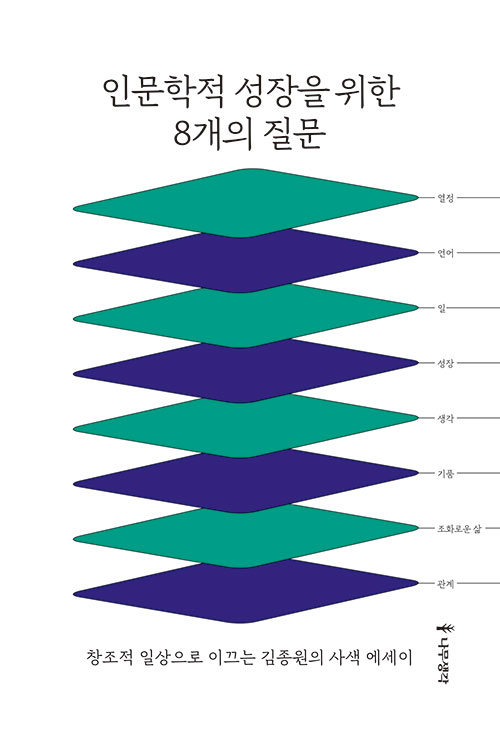 인문학적 성장을 위한
8개의 질문
열정
언어
일
성장
생각
기품
조화로운 삶
관계
창조적 일상으로 이끄는 김종원의 사색 에세이
나무생각